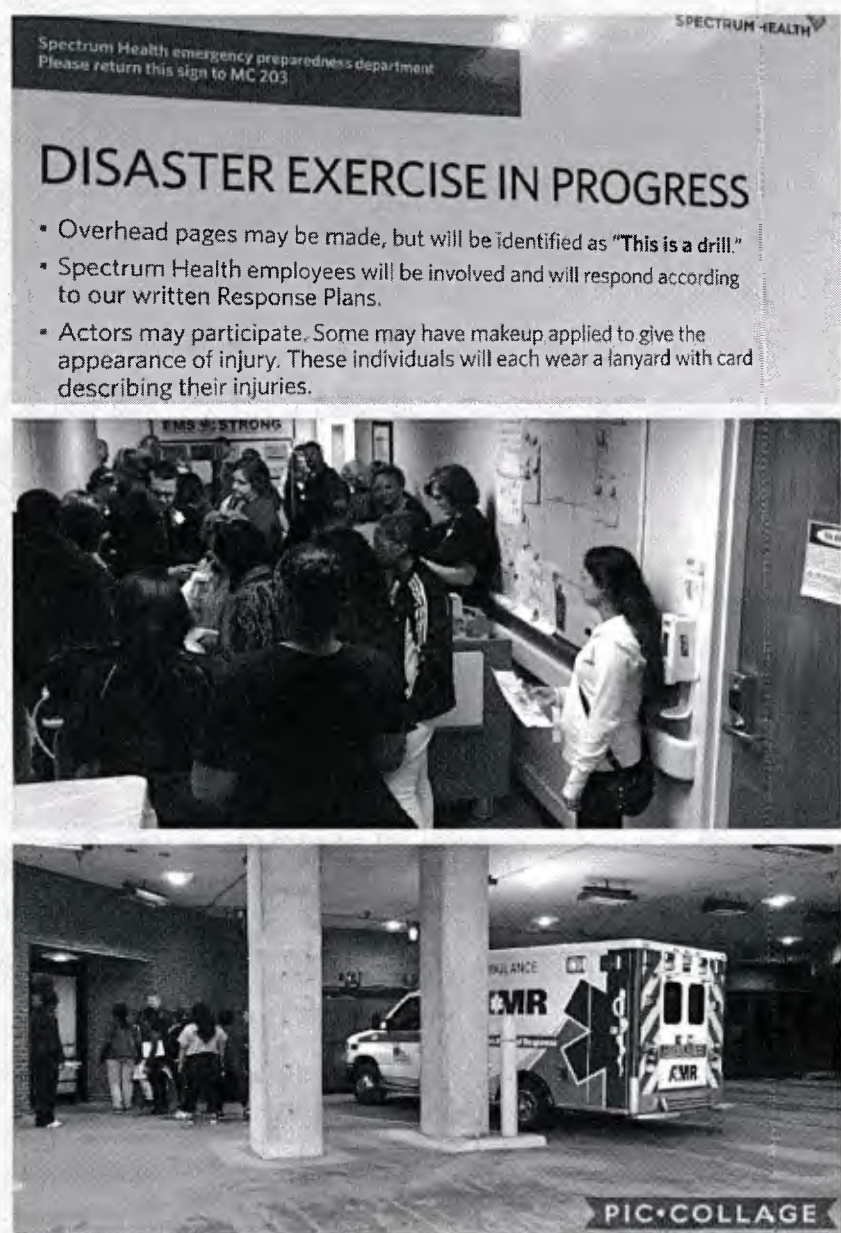 SPECTRUM HEALTH
Spectrum Health emergency preparedness department
Please return this sign to MC 203
DISASTER EXERCISE IN PROGRESS
• Overhead pages may be made, but will be identified as "This is a drill."
• Spectrum Health employees will be involved and will respond according
to our written Response Plans.
• Actors may participate. Some may have makeup applied to give the
appearance of injury. These individuals will each wear a lanyard with card
describing their injuries.
EMS STRONG
AMBULANCE
AMR
AMR
PIC•COLLAGE